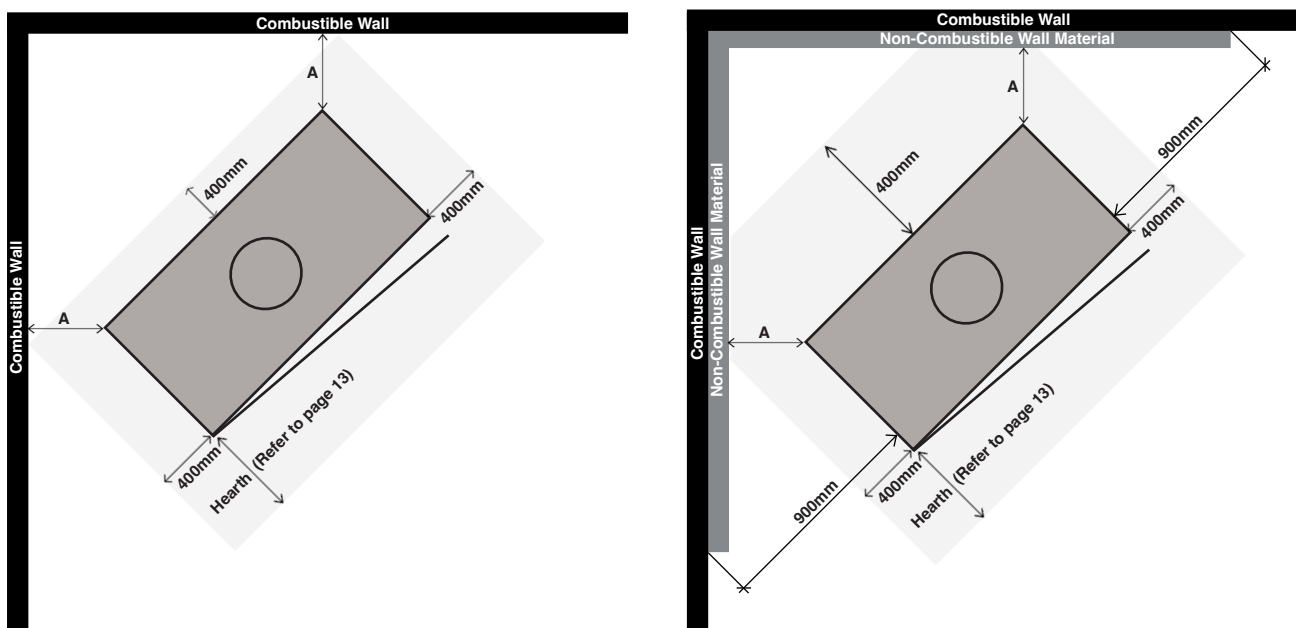 Combustible Wall
A
400mm
400mm
Combustible Wall
A
400mm
Hearth (Refer to page 13)
Combustible Wall
Non-Combustible Wall Material
A
900mm
400mm
400mm
Combustible Wall
Non-Combustible Wall Material
A
400mm
Hearth (Refer to page 13)
900mm